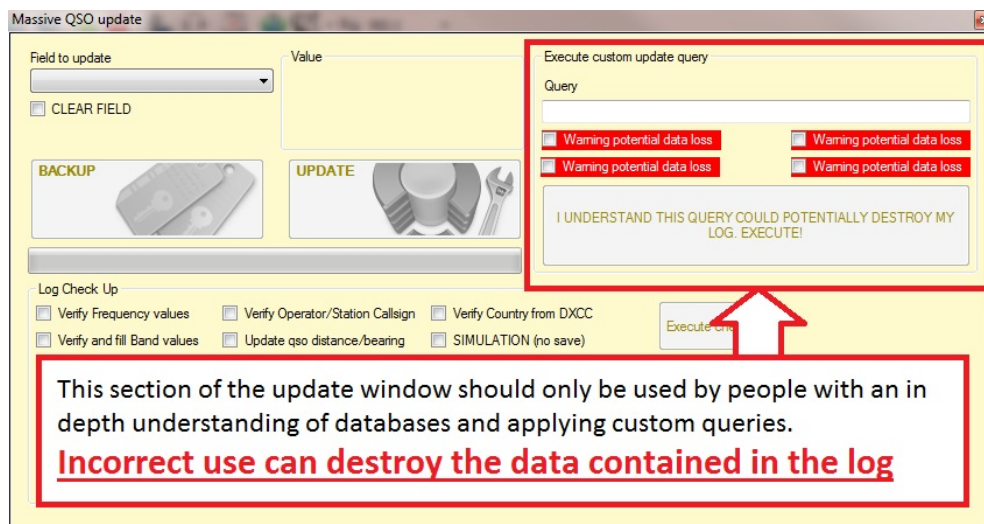 Massive QSO update
Field to update
CLEAR FIELD
Value
BACKUP
UPDATE
Execute custom update query
Query
Warning potential data loss
Warning potential data loss
Warning potential data loss
Warning potential data loss
I UNDERSTAND THIS QUERY COULD POTENTIALLY DESTROY MY
LOG. EXECUTE!
Log Check Up
Verify Frequency values
Verify Operator/Station Callsign
Verify Country from DXCC
Verify and fill Band values
Update qso distance/bearing
SIMULATION (no save)
Execute
This section of the update window should only be used by people with an in
depth understanding of databases and applying custom queries.
Incorrect use can destroy the data contained in the log